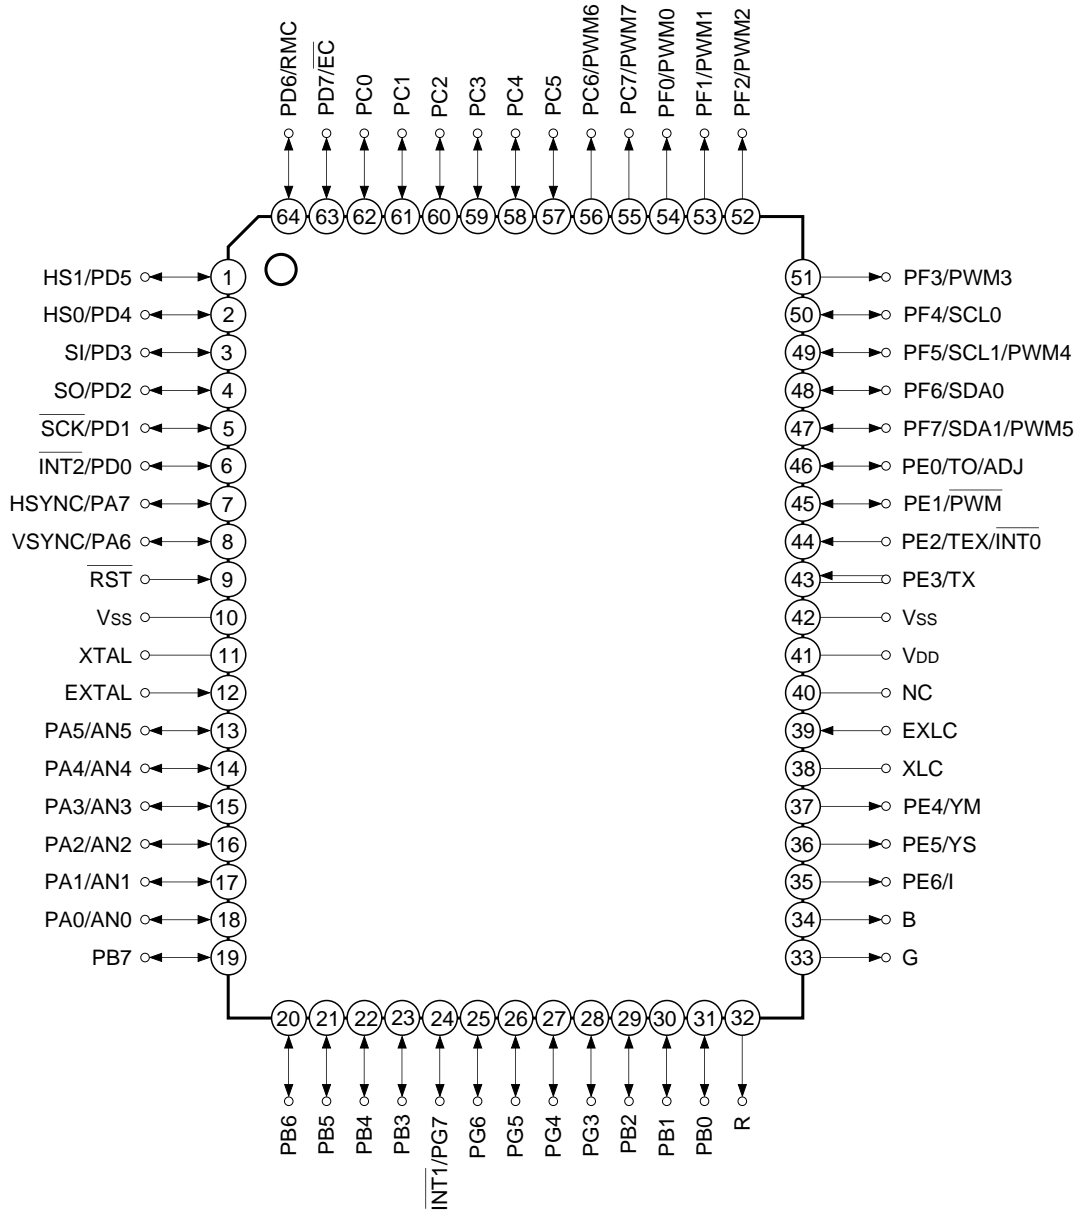 PD6/RMC
PD7/E̅C̅
PC0
PC1
PC2
PC3
PC4
PC5
PC6/PWM6
PC7/PWM7
PF0/PWM0
PF1/PWM1
PF2/PWM2
64 63 62 61 60 59 58 57 56 55 54 53 52
HS1/PD5 1
HS0/PD4 2
SI/PD3 3
SO/PD2 4
S̅C̅K̅/PD1 5
I̅N̅T̅2̅/PD0 6
HSYNC/PA7 7
VSYNC/PA6 8
R̅S̅T̅ 9
Vss 10
XTAL 11
EXTAL 12
PA5/AN5 13
PA4/AN4 14
PA3/AN3 15
PA2/AN2 16
PA1/AN1 17
PA0/AN0 18
PB7 19
51 PF3/PWM3
50 PF4/SCL0
49 PF5/SCL1/PWM4
48 PF6/SDA0
47 PF7/SDA1/PWM5
46 PE0/TO/ADJ
45 PE1/P̅W̅M̅
44 PE2/TEX/I̅N̅T̅0̅
43 PE3/TX
42 Vss
41 VDD
40 NC
39 EXLC
38 XLC
37 PE4/YM
36 PE5/YS
35 PE6/I
34 B
33 G
20 21 22 23 24 25 26 27 28 29 30 31 32
PB6
PB5
PB4
PB3
I̅N̅T̅1̅/PG7
PG6
PG5
PG4
PG3
PB2
PB1
PB0
R